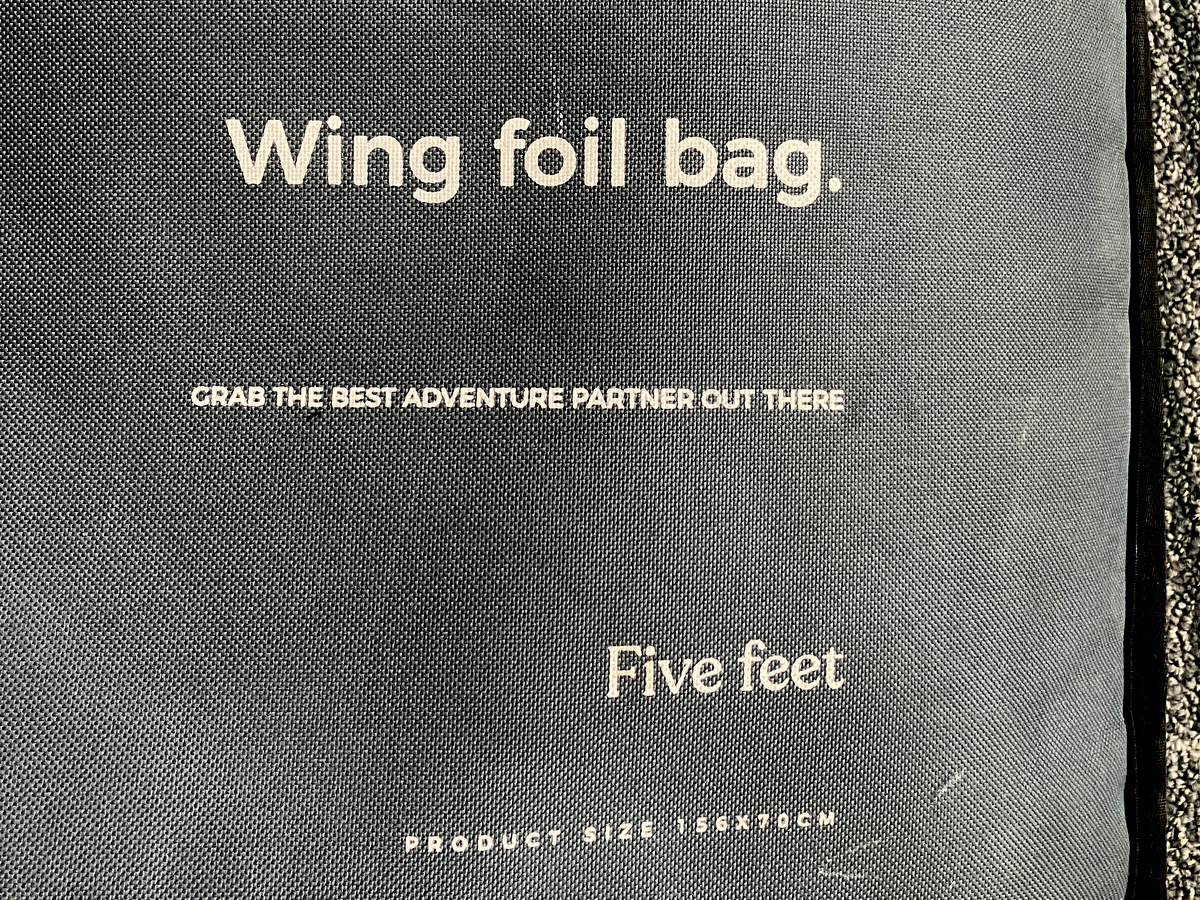 Wing foil bag.
GRAB THE BEST ADVENTURE PARTNER OUT THERE
Five feet
PRODUCT SIZE 156X70CM